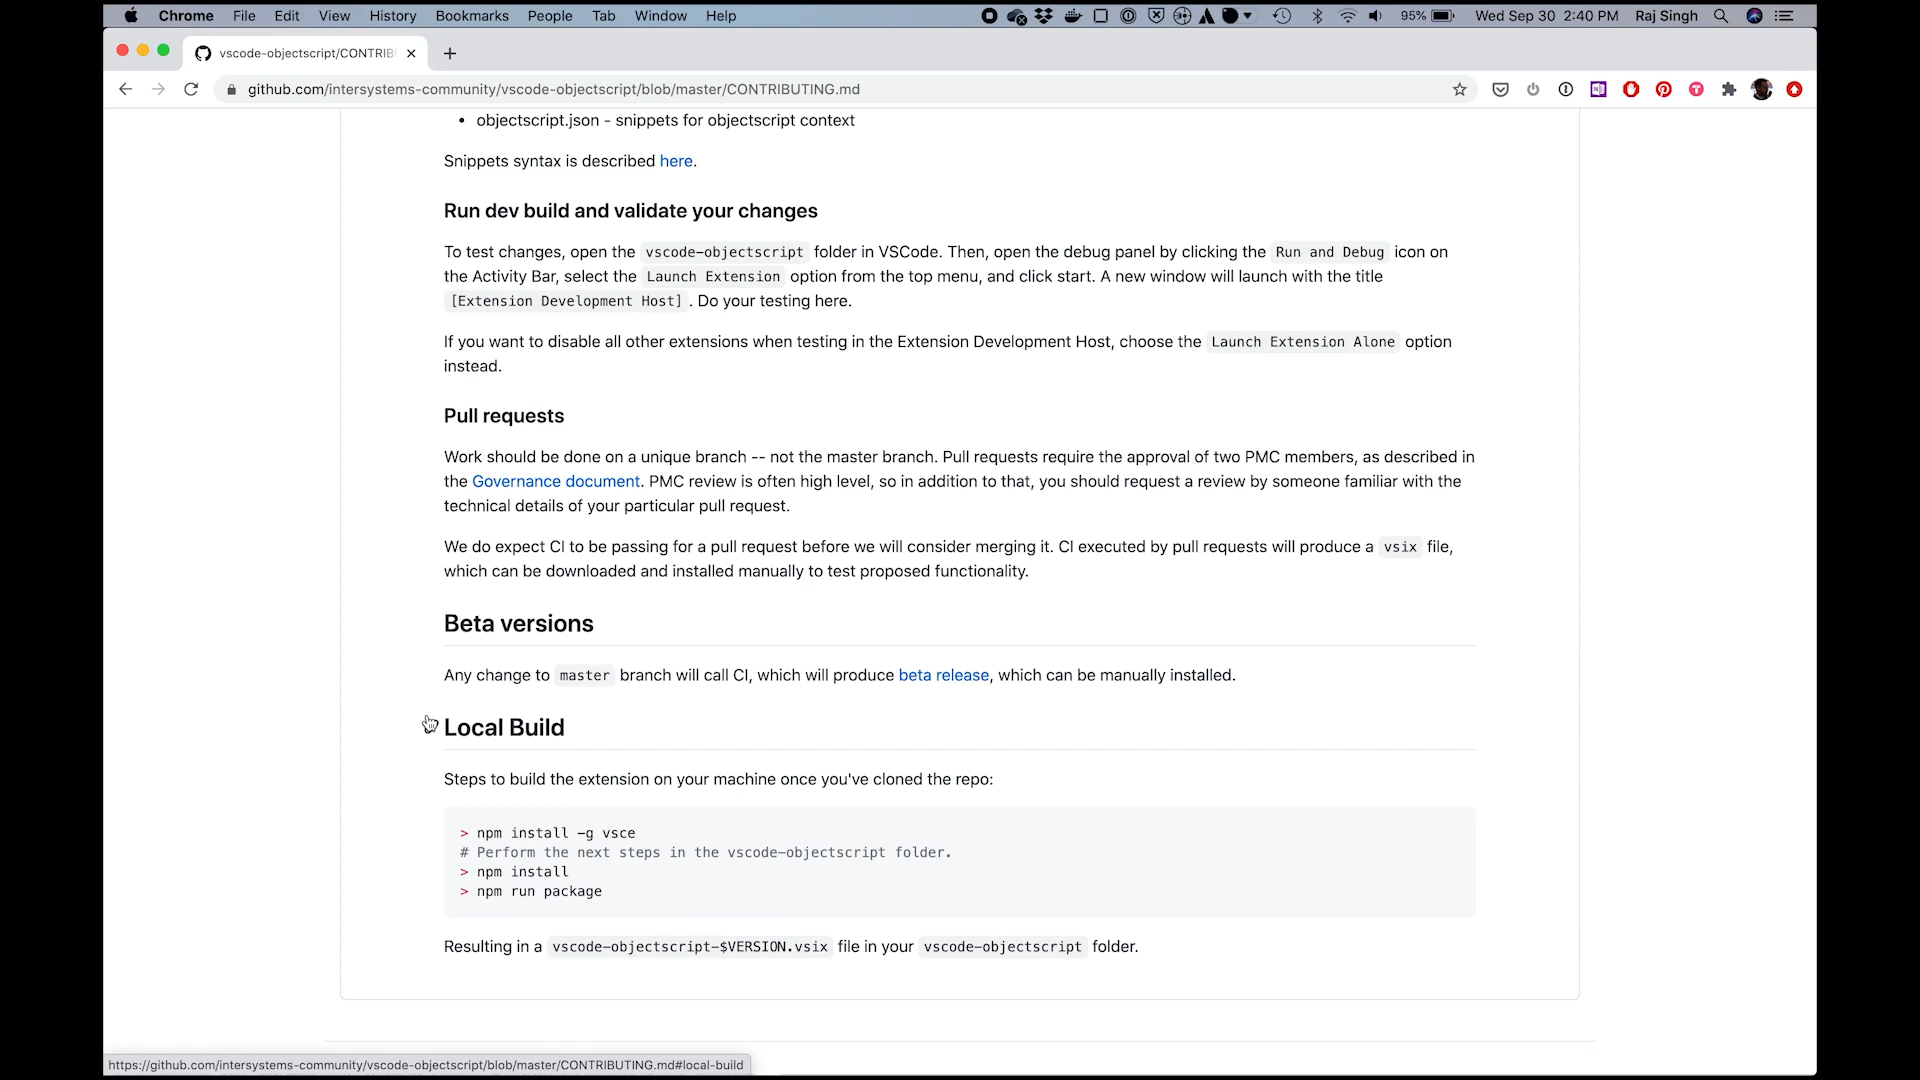 Chrome File Edit View History Bookmarks People Tab Window Help 95% Wed Sep 30 2:40 PM Raj Singh
vscode-objectscript/CONTRIB
github.com/intersystems-community/vscode-objectscript/blob/master/CONTRIBUTING.md
• objectscript.json - snippets for objectscript context
Snippets syntax is described here.
Run dev build and validate your changes
To test changes, open the vscode-objectscript folder in VSCode. Then, open the debug panel by clicking the Run and Debug icon on
the Activity Bar, select the Launch Extension option from the top menu, and click start. A new window will launch with the title
[Extension Development Host] . Do your testing here.
If you want to disable all other extensions when testing in the Extension Development Host, choose the Launch Extension Alone option
instead.
Pull requests
Work should be done on a unique branch -- not the master branch. Pull requests require the approval of two PMC members, as described in
the Governance document. PMC review is often high level, so in addition to that, you should request a review by someone familiar with the
technical details of your particular pull request.
We do expect CI to be passing for a pull request before we will consider merging it. CI executed by pull requests will produce a vsix file,
which can be downloaded and installed manually to test proposed functionality.
Beta versions
Any change to master branch will call CI, which will produce beta release, which can be manually installed.
Local Build
Steps to build the extension on your machine once you've cloned the repo:
> npm install -g vsce
# Perform the next steps in the vscode-objectscript folder.
> npm install
> npm run package
Resulting in a vscode-objectscript-$VERSION.vsix file in your vscode-objectscript folder.
https://github.com/intersystems-community/vscode-objectscript/blob/master/CONTRIBUTING.md#local-build